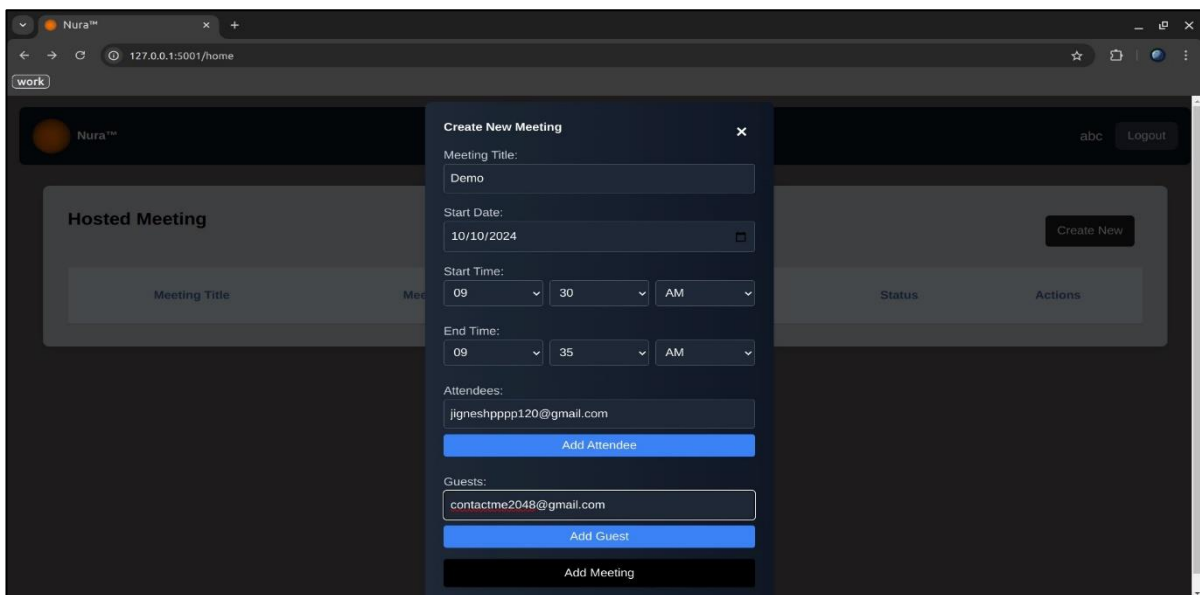 Nura™
127.0.0.1:5001/home
work
Nura™
abc Logout
Create New Meeting
Meeting Title:
Demo
Start Date:
10/10/2024
Start Time:
09 30 AM
End Time:
09 35 AM
Attendees:
jigneshpppp120@gmail.com
Add Attendee
Guests:
contactme2048@gmail.com
Add Guest
Add Meeting
Hosted Meeting
Create New
Meeting Title Mee Status Actions